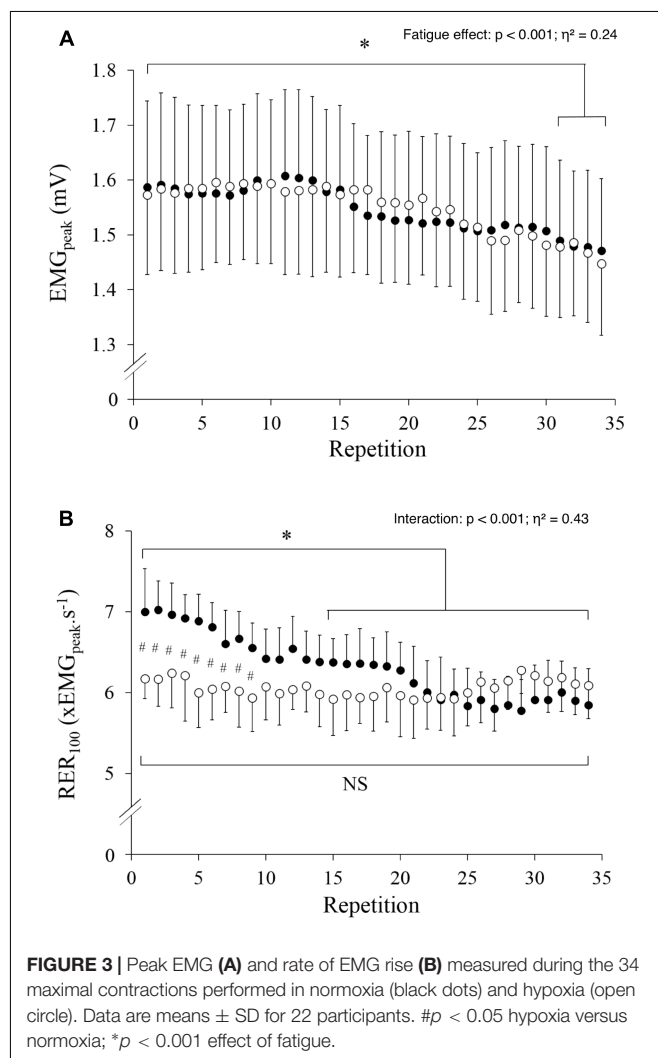 A
Fatigue effect: p < 0.001; η² = 0.24
*
1.8
1.7
1.6
1.5
1.4
1.3
0
EMGpeak (mV)
0 5 10 15 20 25 30 35
Repetition
B
Interaction: p < 0.001; η² = 0.43
*
8
7
6
5
0
RER100 (xEMGpeak.s⁻¹)
# # # # # # # # #
NS
0 5 10 15 20 25 30 35
Repetition
FIGURE 3 | Peak EMG (A) and rate of EMG rise (B) measured during the 34
maximal contractions performed in normoxia (black dots) and hypoxia (open
circle). Data are means ± SD for 22 participants. #p < 0.05 hypoxia versus
normoxia; *p < 0.001 effect of fatigue.